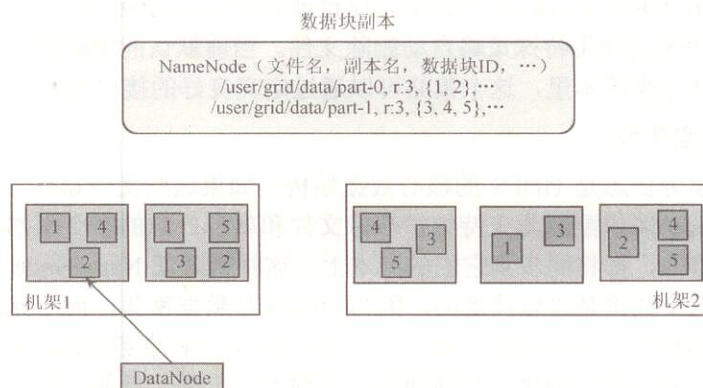 数据块副本
NameNode（文件名，副本名，数据块ID，…）
/user/grid/data/part-0, r:3, {1, 2},…
/user/grid/data/part-1, r:3, {3, 4, 5},…
1 4 1 5 4 3 1 3 2 4
2 3 2 5 5
机架1 机架2
DataNode